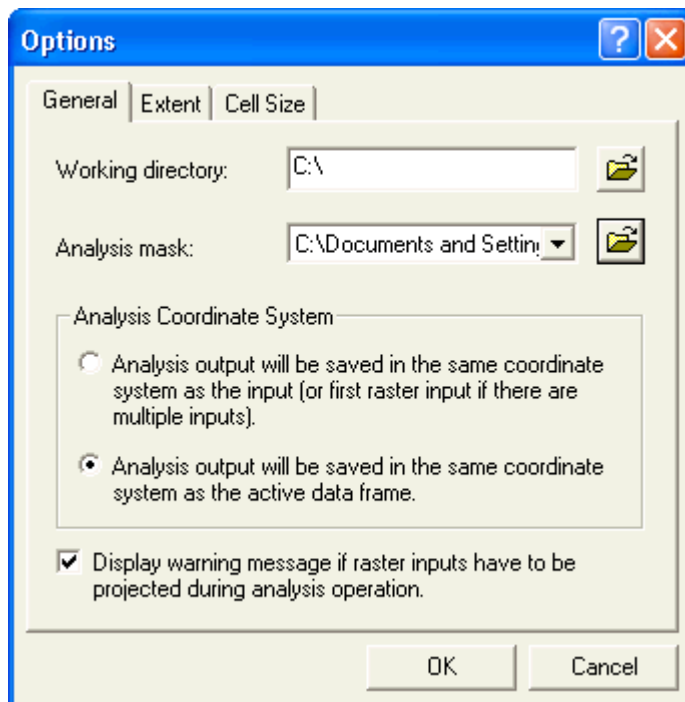 Options
General Extent Cell Size
Working directory: C:\
Analysis mask: C:\Documents and
Analysis Coordinate System
Analysis output will be saved in the same coordinate
system as the input (or first raster input if there are
multiple inputs).
Analysis output will be saved in the same coordinate
system as the active data frame.
Display warning message if raster inputs have to be
projected during analysis operation.
OK Cancel